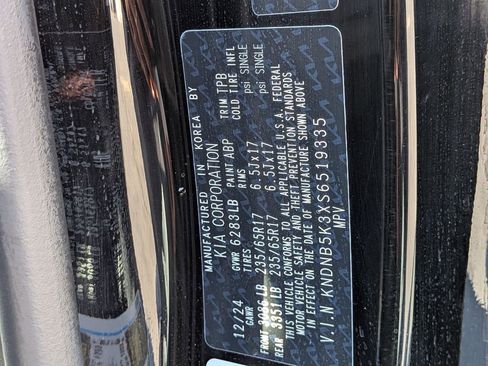 MANUFACTURED IN KOREA BY
KIA CORPORATION
12/24 GVWR 6283LB PAINT ABP TRIM TPB
GAWR TIRES RIMS COLD TIRE INFL
FRONT 3086LB 235/65R17 6.5Jx17 psi SINGLE
REAR 3351LB 235/65R17 6.5Jx17 psi SINGLE
THIS VEHICLE CONFORMS TO ALL APPLICABLE U.S.A. FEDERAL
MOTOR VEHICLE SAFETY AND THEFT PREVENTION STANDARDS
IN EFFECT ON THE DATE OF MANUFACTURE SHOWN ABOVE
V.I.N KNDNB5K3XS6519335
MPV